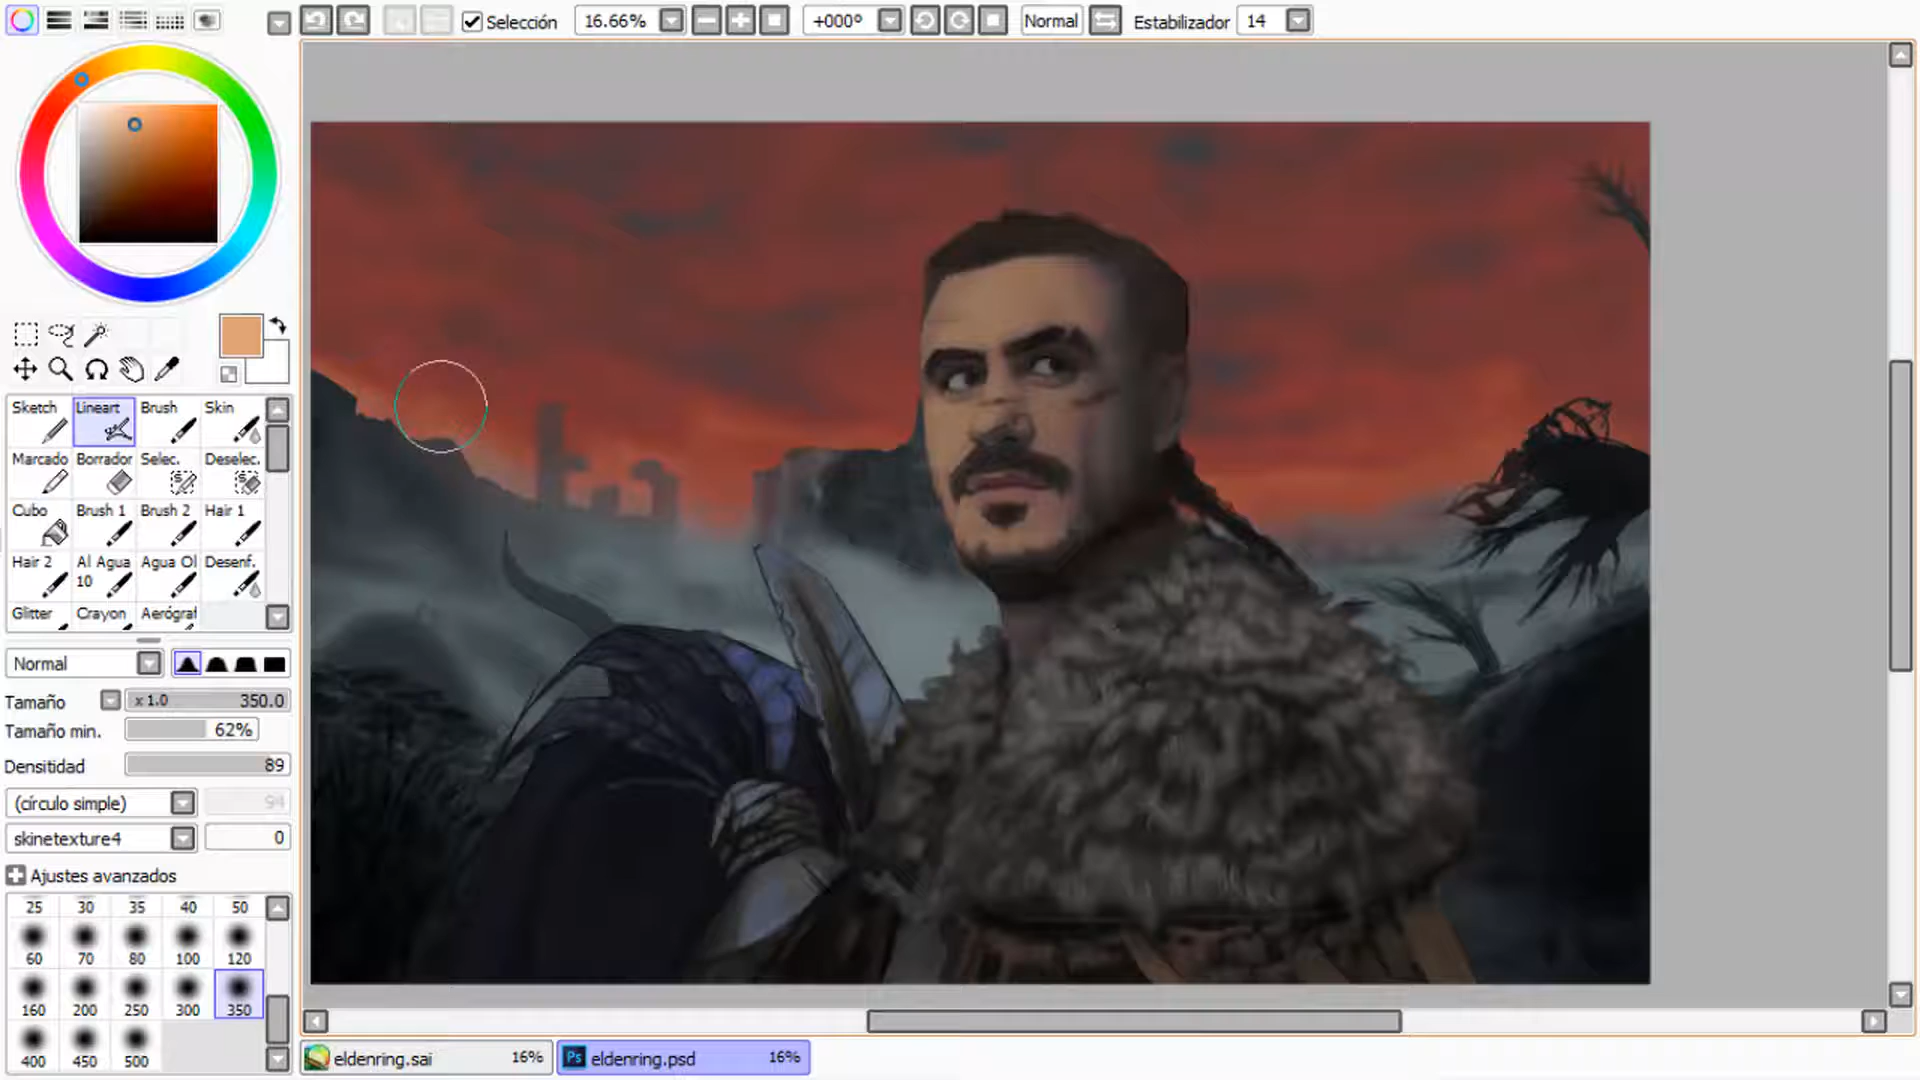 Selección 16.66% +000º Normal Estabilizador 14
Sketch Lineart Brush Skin
Marcado Borrador Selec. Deselec.
Cubo Brush 1 Brush 2 Hair 1
Hair 2 Al Agua 10 Agua Ol Desenf.
Glitter Crayon Aerógraf
Normal
Tamaño x 1.0 350.0
Tamaño min. 62%
Densitidad 89
(círculo simple) 94
skinetexture4 0
Ajustes avanzados
25 30 35 40 50
60 70 80 100 120
160 200 250 300 350
400 450 500
eldenring.sai 16% Ps eldenring.psd 16%